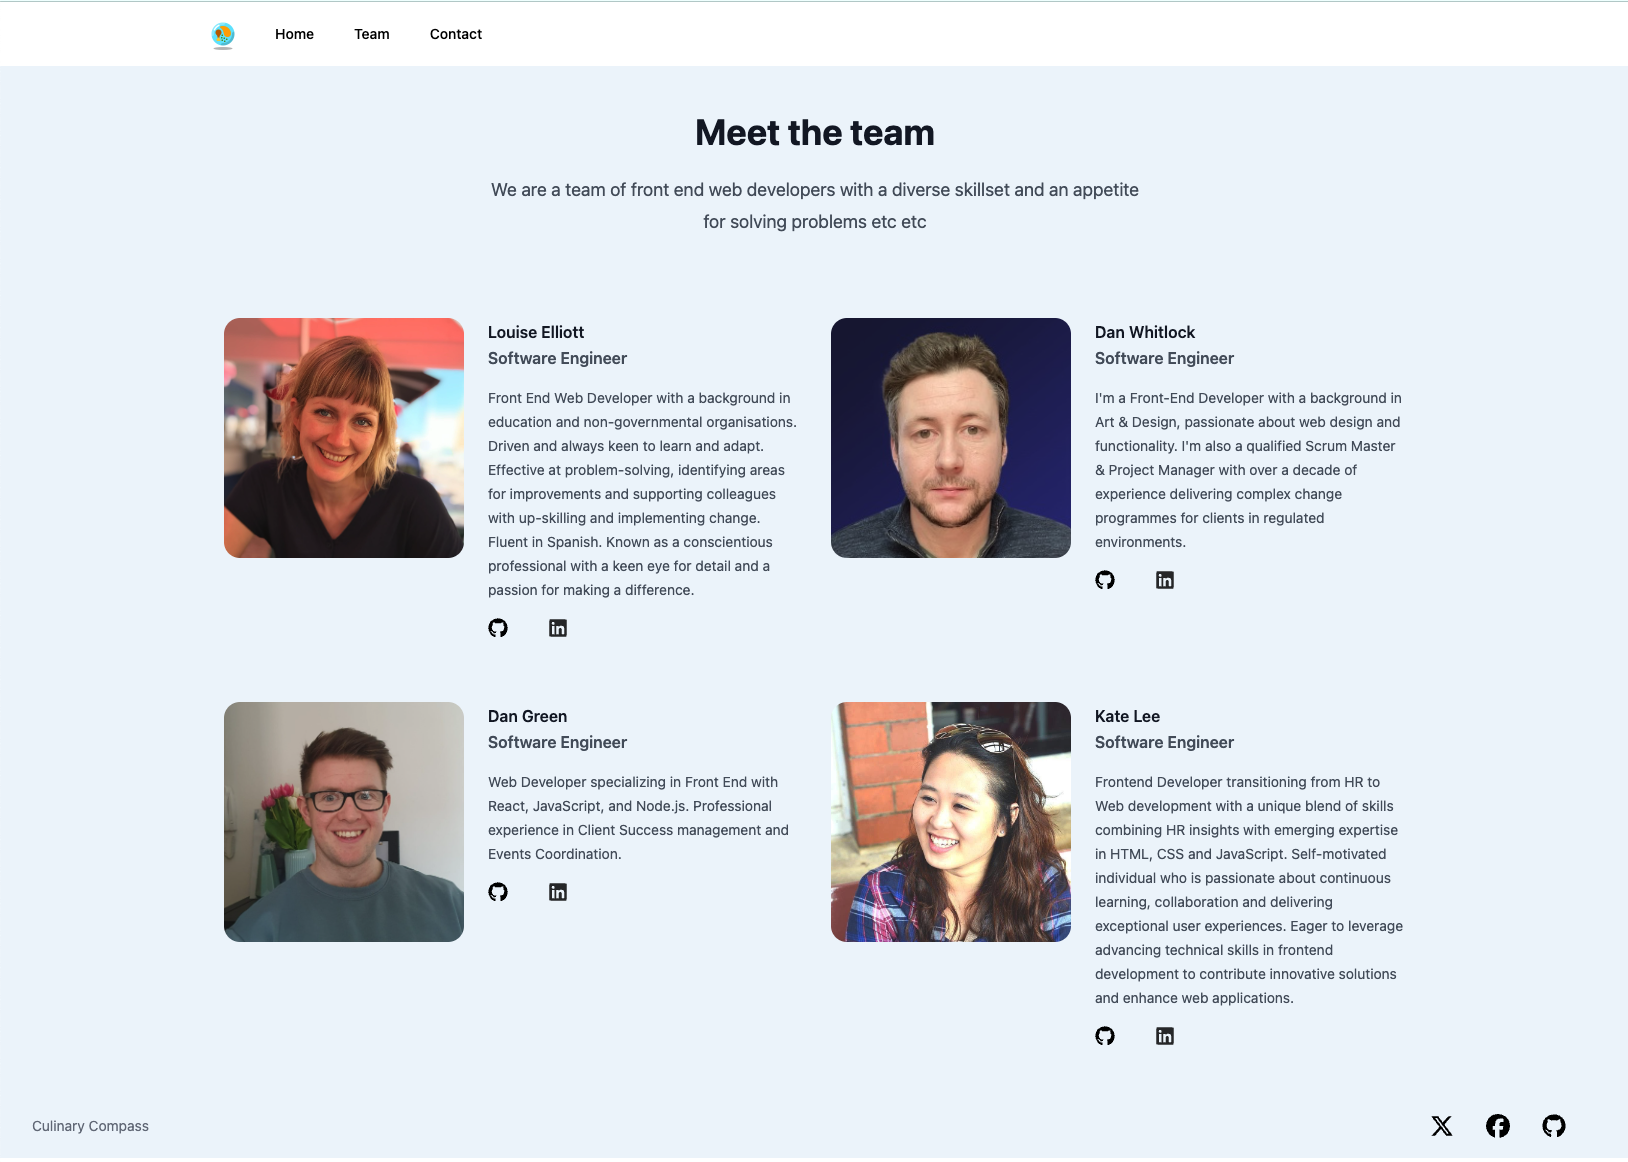 Home Team Contact
Meet the team
We are a team of front end web developers with a diverse skillset and an appetite
for solving problems etc etc
Louise Elliott
Software Engineer
Front End Web Developer with a background in
education and non-governmental organisations.
Driven and always keen to learn and adapt.
Effective at problem-solving, identifying areas
for improvements and supporting colleagues
with up-skilling and implementing change.
Fluent in Spanish. Known as a conscientious
professional with a keen eye for detail and a
passion for making a difference.
Dan Whitlock
Software Engineer
I'm a Front-End Developer with a background in
Art & Design, passionate about web design and
functionality. I'm also a qualified Scrum Master
& Project Manager with over a decade of
experience delivering complex change
programmes for clients in regulated
environments.
Dan Green
Software Engineer
Web Developer specializing in Front End with
React, JavaScript, and Node.js. Professional
experience in Client Success management and
Events Coordination.
Kate Lee
Software Engineer
Frontend Developer transitioning from HR to
Web development with a unique blend of skills
combining HR insights with emerging expertise
in HTML, CSS and JavaScript. Self-motivated
individual who is passionate about continuous
learning, collaboration and delivering
exceptional user experiences. Eager to leverage
advancing technical skills in frontend
development to contribute innovative solutions
and enhance web applications.
Culinary Compass